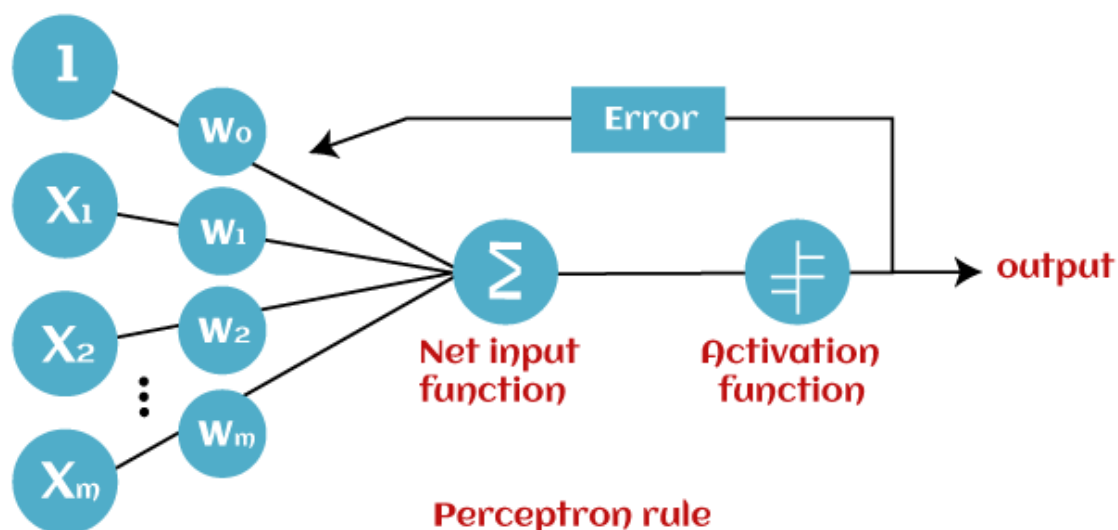 1
W0
Error
X1
W1
Σ
output
X2
W2
Net input
function
Activation
function
Xm
Wm
Perceptron rule